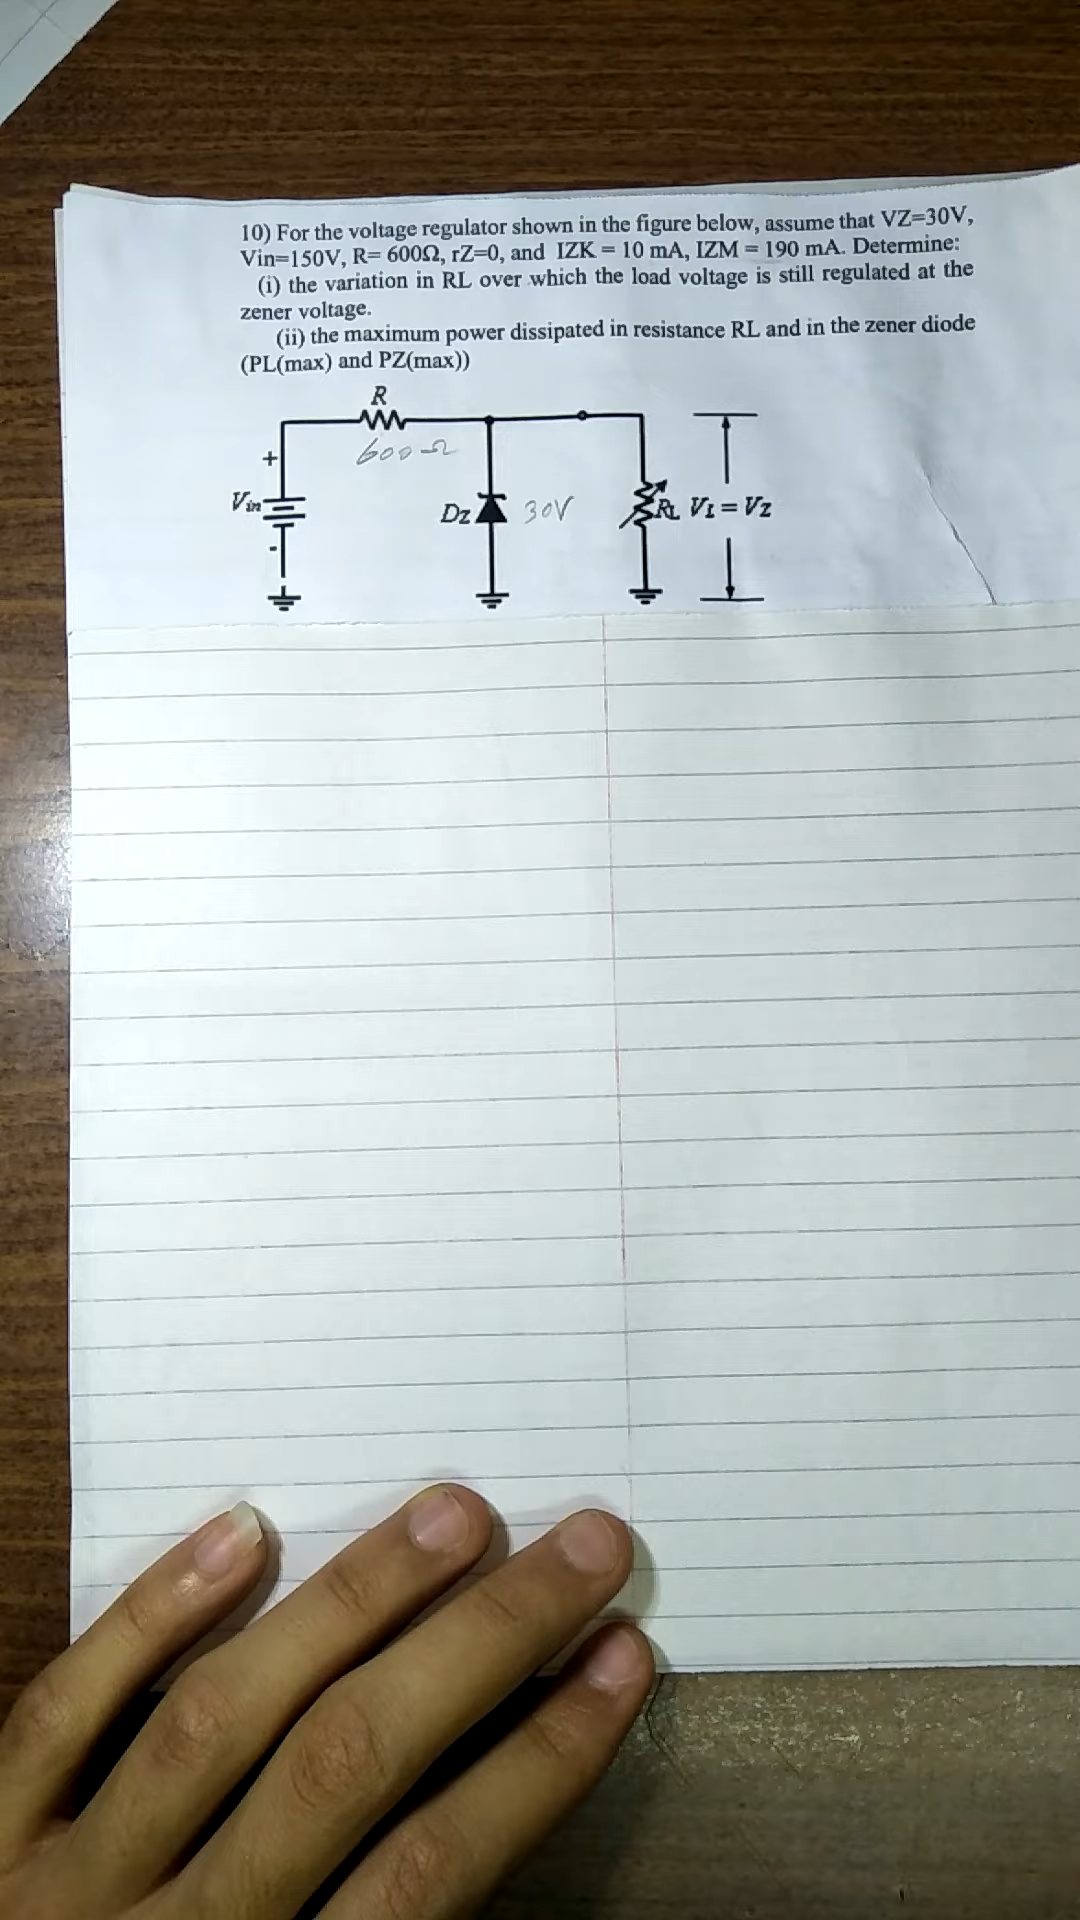 10) For the voltage regulator shown in the figure below, assume that VZ=30V,
Vin=150V, R= 600Ω, rZ=0, and IZK = 10 mA, IZM = 190 mA. Determine:
(i) the variation in RL over which the load voltage is still regulated at the
zener voltage.
(ii) the maximum power dissipated in resistance RL and in the zener diode
(PL(max) and PZ(max))
R
600Ω
+
Vin
-
DZ
30V
RL
VL = VZ